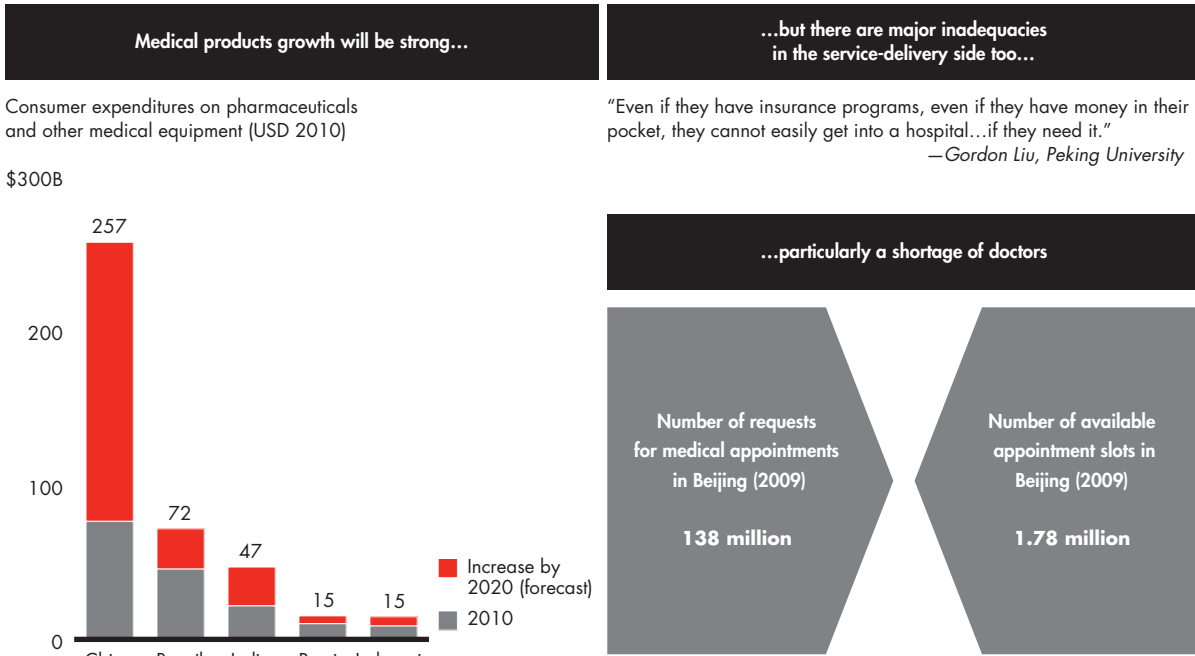 Medical products growth will be strong…
Consumer expenditures on pharmaceuticals
and other medical equipment (USD 2010)
$300B
257
200
100
72
47
15
15
0
Increase by
2020 (forecast)
2010
…but there are major inadequacies
in the service-delivery side too…
“Even if they have insurance programs, even if they have money in their
pocket, they cannot easily get into a hospital…if they need it.”
—Gordon Liu, Peking University
…particularly a shortage of doctors
Number of requests
for medical appointments
in Beijing (2009)
138 million
Number of available
appointment slots in
Beijing (2009)
1.78 million